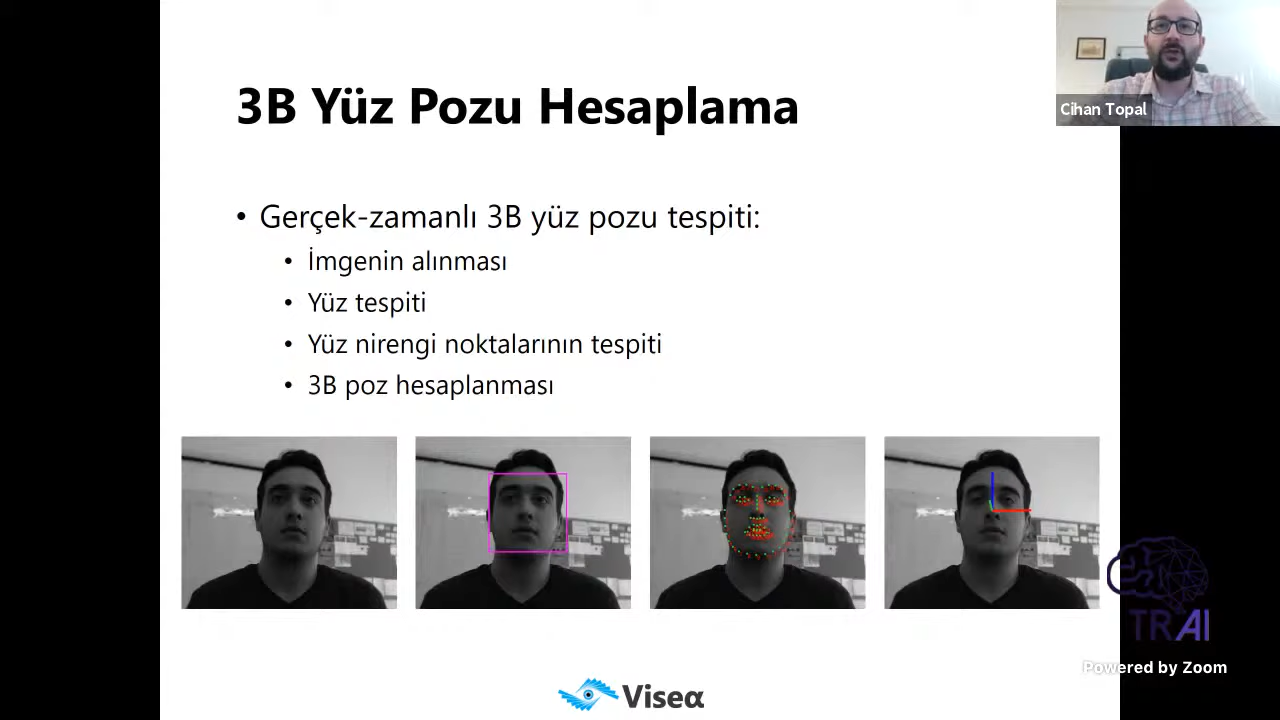 3B Yüz Pozu Hesaplama
Cihan Topal
• Gerçek-zamanlı 3B yüz pozu tespiti:
• İmgenin alınması
• Yüz tespiti
• Yüz nirengi noktalarının tespiti
• 3B poz hesaplanması
TRAI
Powered by Zoom
Viseα